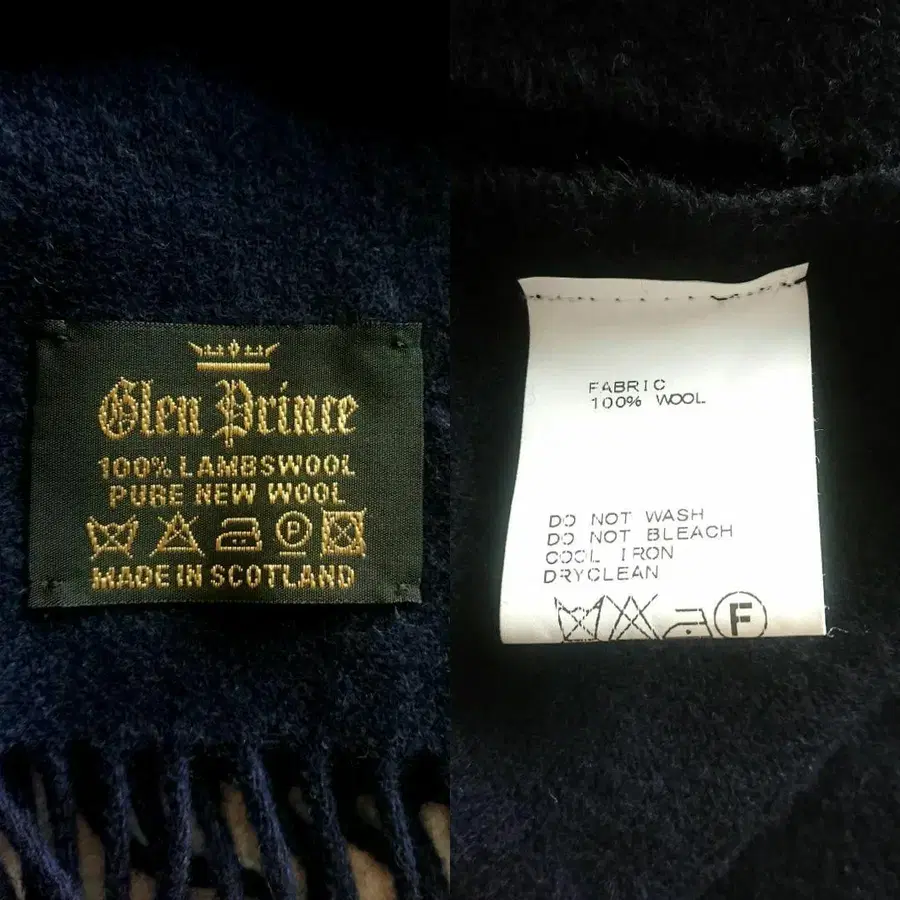 Glen Prince
100% LAMBSWOOL
PURE NEW WOOL
P
MADE IN SCOTLAND
FABRIC
100% WOOL
DO NOT WASH
DO NOT BLEACH
COOL IRON
DRYCLEAN
F